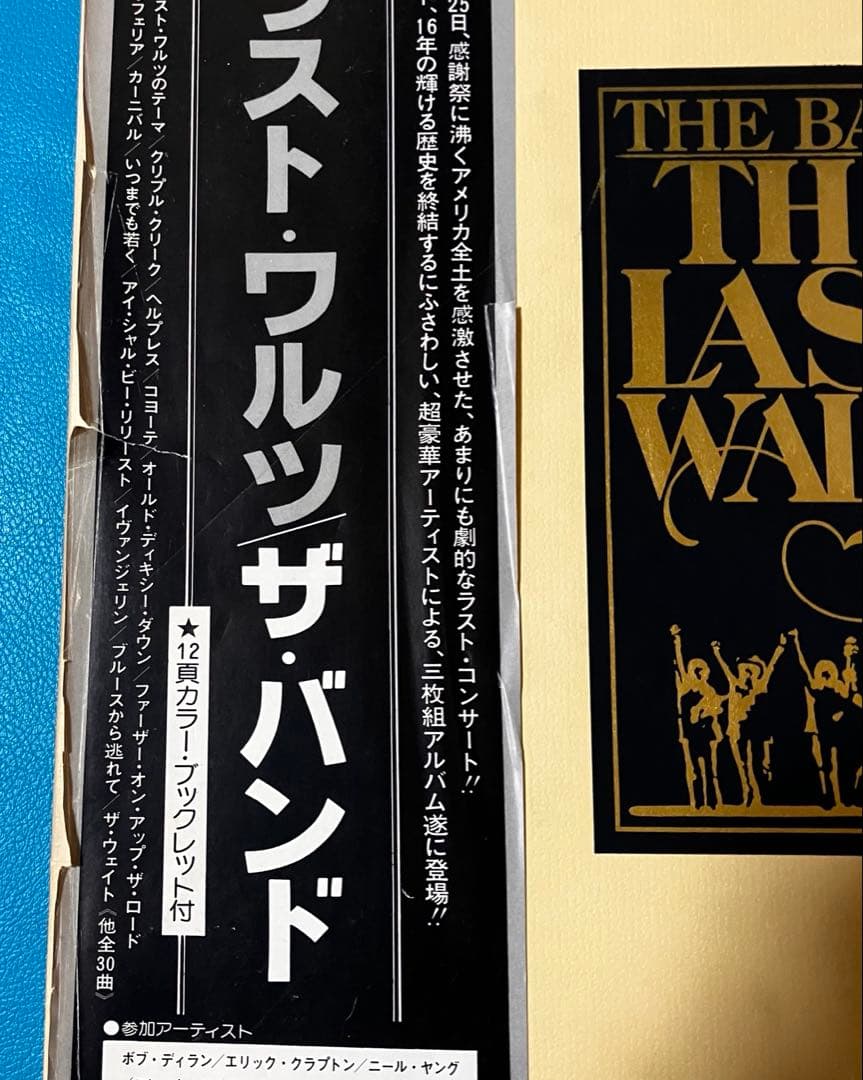 25日、感謝祭に沸くアメリカ全土を感激させた、あまりにも劇的なラスト・コンサート!!
、16年の輝ける歴史を終結するにふさわしい、超豪華アーティストによる、三枚組アルバム遂に登場!!
スト・ワルツ/ザ・バンド
★12頁カラー・ブックレット付
スト・ワルツのテーマ/クリプル・クリーク/ヘルプレス/コヨーテ/オールド・ディキシー・ダウン/ファーザー・オン・アップ・ザ・ロード
フェリア/カーニバル/いつまでも若く/アイ・シャル・ビー・リリースト/イヴァンジェリン/ブルースから逃れて/ザ・ウェイト《他全30曲》
●参加アーティスト
ボブ・ディラン/エリック・クラプトン/ニール・ヤング
THE BA
TH
LAS
WAL